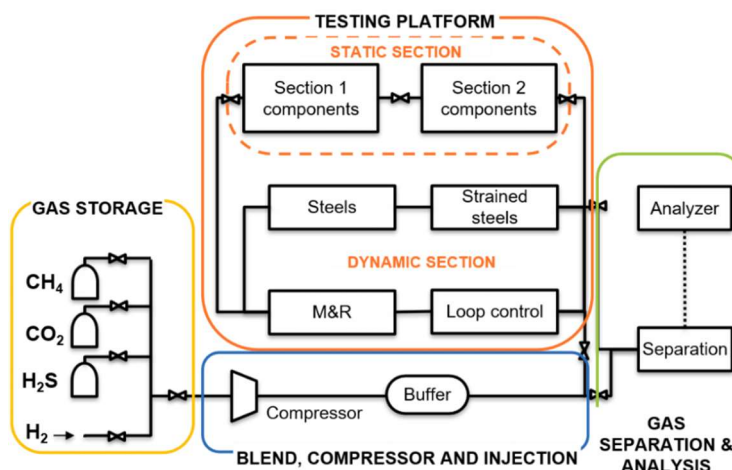 TESTING PLATFORM
STATIC SECTION
Section 1
components
Section 2
components
Steels
Strained
steels
DYNAMIC SECTION
M&R
Loop control
GAS STORAGE
CH₄
CO₂
H₂S
H₂
Compressor
Buffer
BLEND, COMPRESSOR AND INJECTION
Analyzer
Separation
GAS
SEPARATION &
ANALYSIS